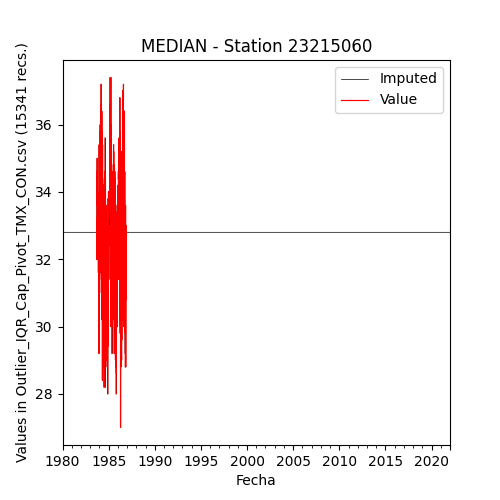 MEDIAN - Station 23215060
Imputed
Value
Values in Outlier_IQR_Cap_Pivot_TMX_CON.csv (15341 recs.)
36
34
32
30
28
1980 1985 1990 1995 2000 2005 2010 2015 2020
Fecha